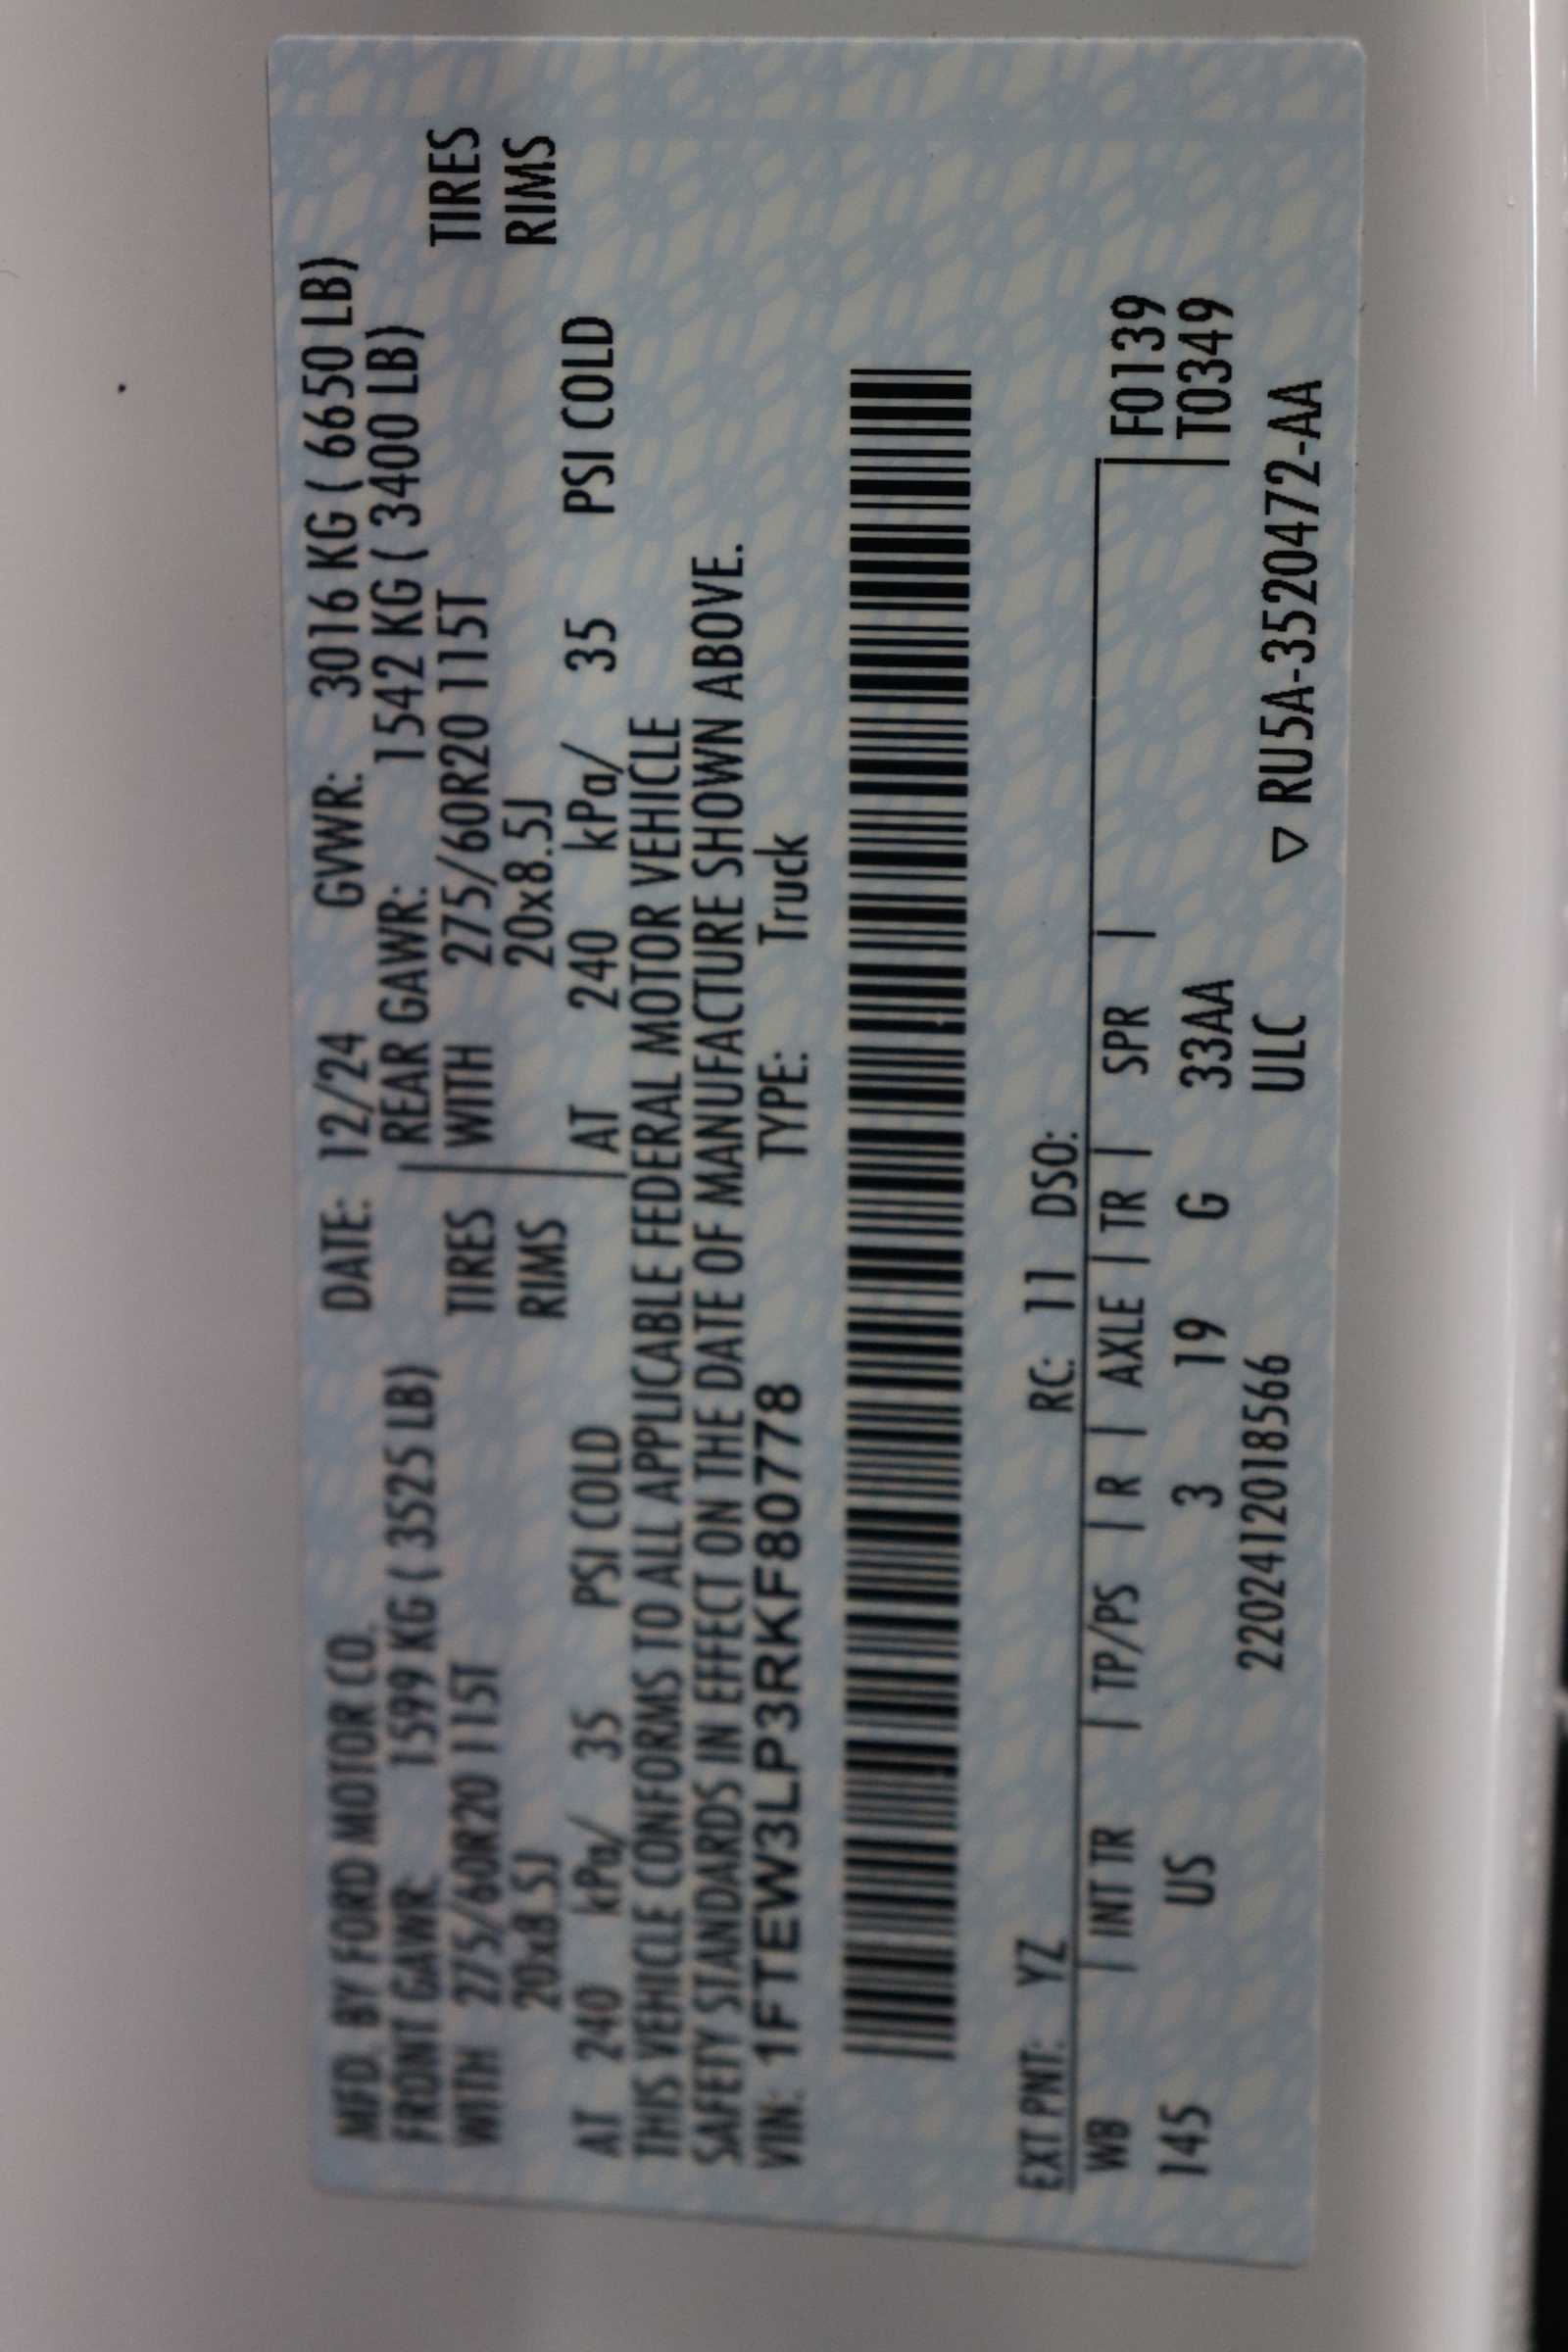 MFD. BY FORD MOTOR CO. DATE: 12/24 GVWR: 3016 KG ( 6650 LB)
FRONT GAWR: 1599 KG ( 3525 LB) REAR GAWR: 1542 KG ( 3400 LB)
WITH 275/60R20 115T TIRES WITH 275/60R20 115T TIRES
20x8.5J RIMS 20x8.5J RIMS
AT 240 kPa/ 35 PSI COLD AT 240 kPa/ 35 PSI COLD
THIS VEHICLE CONFORMS TO ALL APPLICABLE FEDERAL MOTOR VEHICLE
SAFETY STANDARDS IN EFFECT ON THE DATE OF MANUFACTURE SHOWN ABOVE.
VIN: 1FTEW3LP3RKF80778 TYPE: Truck
EXT PNT: YZ RC: 11 DSO:
WB | INT TR | TP/PS | R | AXLE | TR | SPR | | F0139
145 US 3 19 G 33AA | T0349
2202412018566 ULC ▽ RU5A-3520472-AA